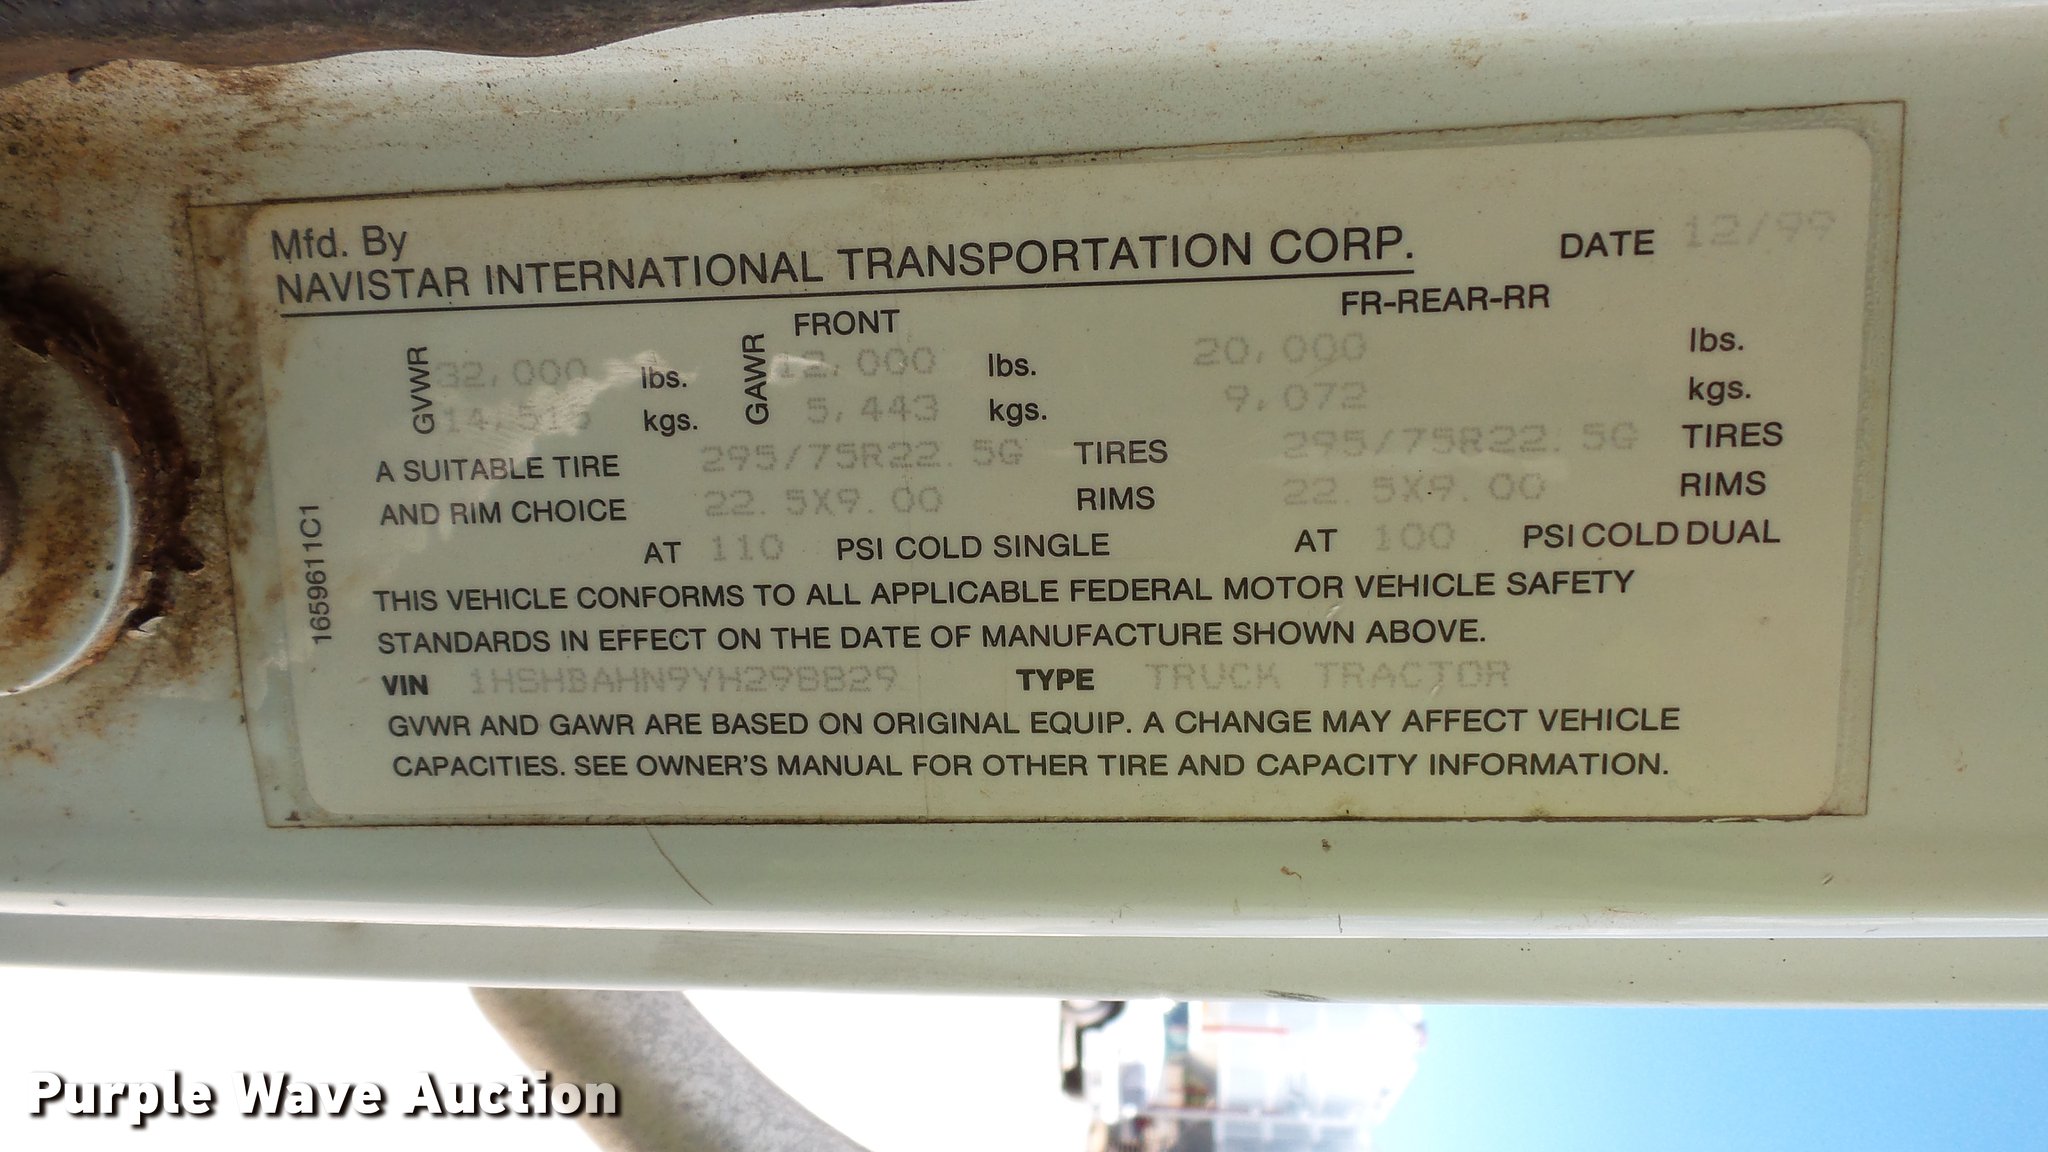 Mfd. By
NAVISTAR INTERNATIONAL TRANSPORTATION CORP. DATE 12/99
FRONT FR-REAR-RR
GVWR 32,000 lbs. GAWR 12,000 lbs. 20,000 lbs.
14,515 kgs. 5,443 kgs. 9,072 kgs.
A SUITABLE TIRE 295/75R22.5G TIRES 295/75R22.5G TIRES
AND RIM CHOICE 22.5X9.00 RIMS 22.5X9.00 RIMS
AT 110 PSI COLD SINGLE AT 100 PSI COLD DUAL
THIS VEHICLE CONFORMS TO ALL APPLICABLE FEDERAL MOTOR VEHICLE SAFETY
STANDARDS IN EFFECT ON THE DATE OF MANUFACTURE SHOWN ABOVE.
VIN 1HSHBAHN9YH298829 TYPE TRUCK TRACTOR
GVWR AND GAWR ARE BASED ON ORIGINAL EQUIP. A CHANGE MAY AFFECT VEHICLE
CAPACITIES. SEE OWNER'S MANUAL FOR OTHER TIRE AND CAPACITY INFORMATION.
1659611C1
Purple Wave Auction